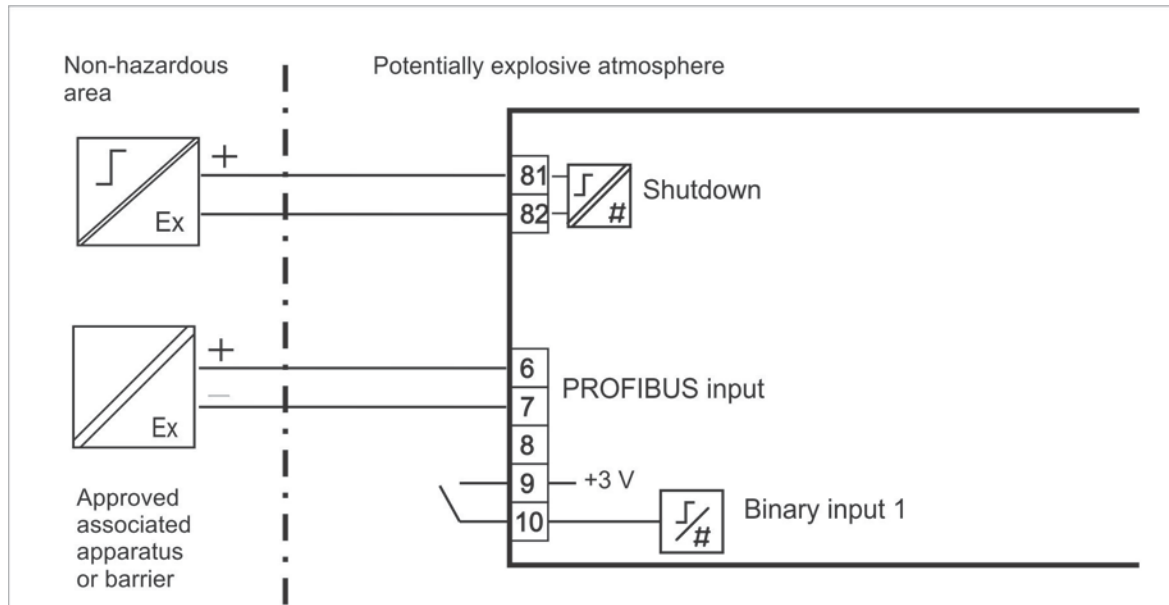 Non-hazardous
area
Potentially explosive atmosphere
+
Ex
81
82
#
Shutdown
+
–
Ex
6
7
8
9
10
PROFIBUS input
+3 V
#
Binary input 1
Approved
associated
apparatus
or barrier